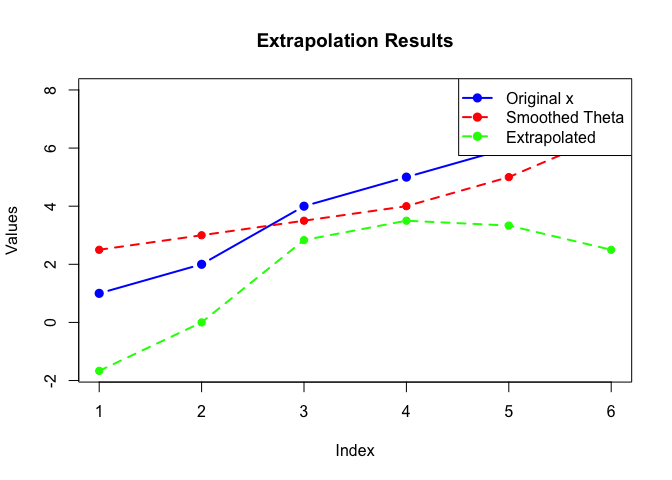 Extrapolation Results
Original x
Smoothed Theta
Extrapolated
Values
8
6
4
2
0
-2
1 2 3 4 5 6
Index